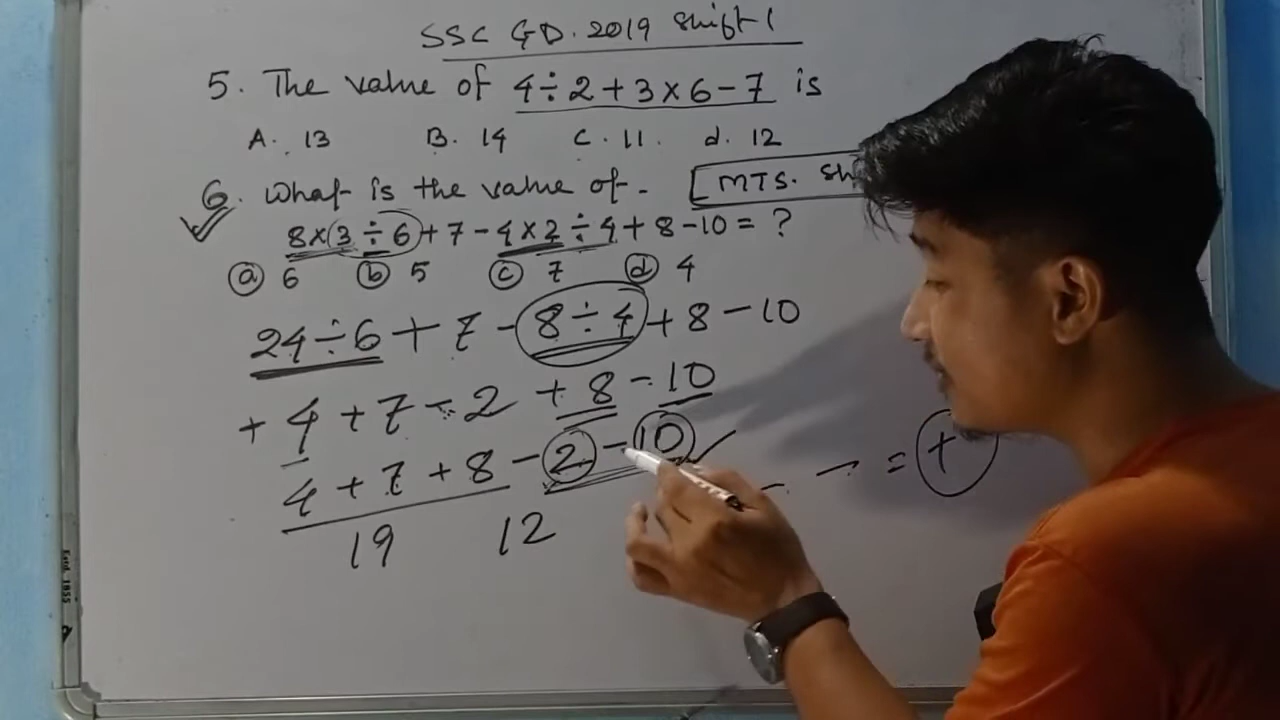 SSC GD. 2019 Shift 1
5. The value of 4÷2+3×6-7 is
A. 13 B. 14 C. 11. d. 12
6. What is the value of - [MTS.
8×3÷6+7-4×2÷4+8-10=?
ⓐ 6 ⓑ 5 ⓒ 7 ⓓ 4
24÷6+7-8÷4+8-10
+4+7-2+8-10
4+7+8-2-10
- - = +
19 12
Estd. 1855